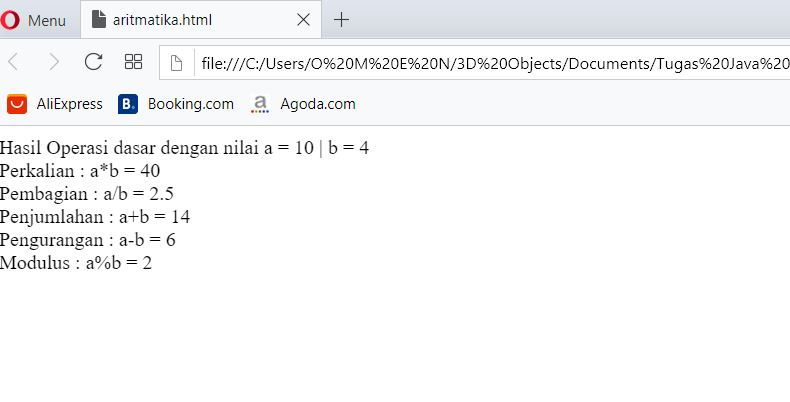 Menu
aritmatika.html
file:///C:/Users/O%20M%20E%20N/3D%20Objects/Documents/Tugas%20Java%20
AliExpress
B. Booking.com
a Agoda.com
Hasil Operasi dasar dengan nilai a = 10 | b = 4
Perkalian : a*b = 40
Pembagian : a/b = 2.5
Penjumlahan : a+b = 14
Pengurangan : a-b = 6
Modulus : a%b = 2